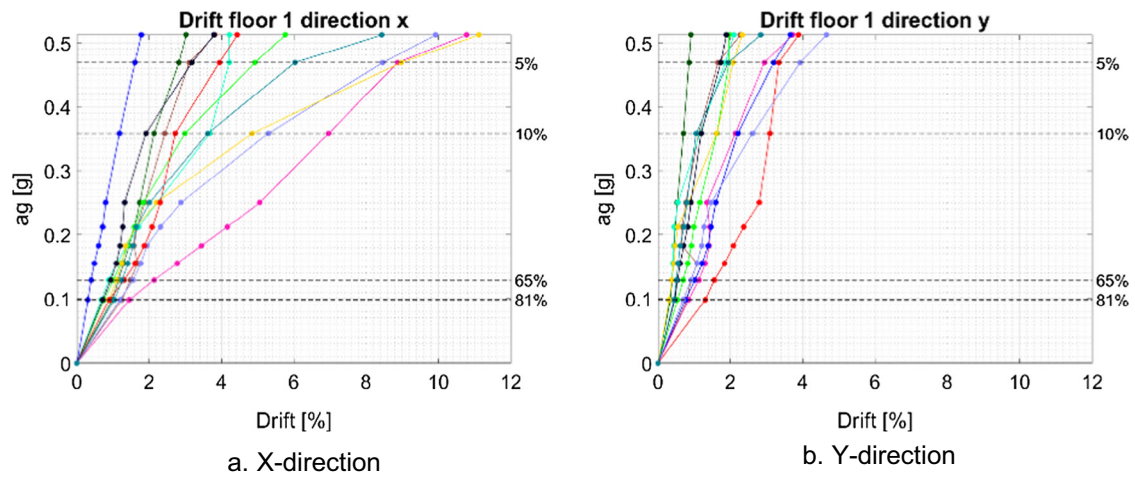 Drift floor 1 direction x
ag [g]
0.5
0.4
0.3
0.2
0.1
0
5%
10%
65%
81%
0 2 4 6 8 10 12
Drift [%]
a. X-direction
Drift floor 1 direction y
ag [g]
0.5
0.4
0.3
0.2
0.1
0
5%
10%
65%
81%
0 2 4 6 8 10 12
Drift [%]
b. Y-direction